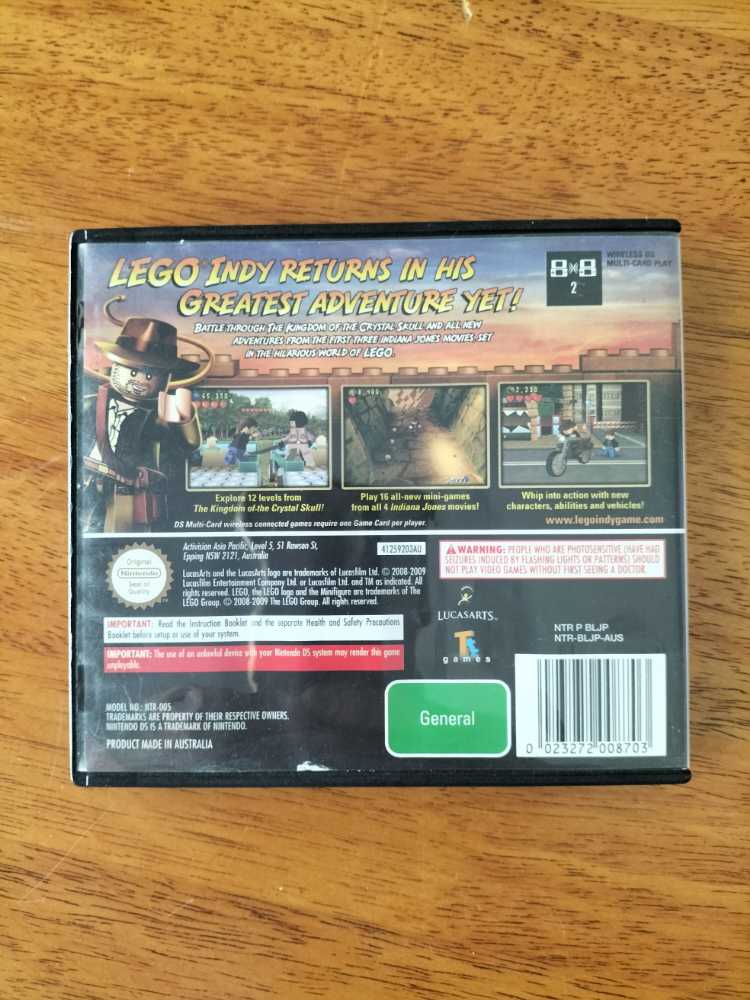 LEGO® INDY RETURNS IN HIS
GREATEST ADVENTURE YET!
BATTLE THROUGH THE KINGDOM OF THE CRYSTAL SKULL AND ALL NEW
ADVENTURES FROM THE FIRST THREE INDIANA JONES MOVIES SET
IN THE HILARIOUS WORLD OF LEGO.
8 8
2
WIRELESS DS
MULTI-CARD PLAY
Explore 12 levels from
The Kingdom of the Crystal Skull!
Play 16 all-new mini-games
from all 4 Indiana Jones movies!
Whip into action with new
characters, abilities and vehicles!
DS Multi-Card wireless connected games require one Game Card per player.
www.legoindygame.com
Original
Nintendo
Seal of
Quality
Activision Asia Pacific, Level 5, 51 Rawson St,
Epping NSW 2121, Australia
41259203AU
LucasArts and the LucasArts logo are trademarks of Lucasfilm Ltd. © 2008-2009
Lucasfilm Entertainment Company Ltd. or Lucasfilm Ltd. and TM as indicated. All
rights reserved. LEGO, the LEGO logo and the Minifigure are trademarks of The
LEGO Group. © 2008-2009 The LEGO Group. All rights reserved.
WARNING: PEOPLE WHO ARE PHOTOSENSITIVE (HAVE HAD
SEIZURES INDUCED BY FLASHING LIGHTS OR PATTERNS) SHOULD
NOT PLAY VIDEO GAMES WITHOUT FIRST SEEING A DOCTOR.
IMPORTANT: Read the Instruction Booklet and the separate Health and Safety Precautions
Booklet before setup or use of your system.
IMPORTANT: The use of an unlawful device with your Nintendo DS system may render this game
unplayable.
LUCASARTS™
Tt
games
NTR P BLJP
NTR-BLJP-AUS
MODEL NO.: NTR-005
TRADEMARKS ARE PROPERTY OF THEIR RESPECTIVE OWNERS.
NINTENDO DS IS A TRADEMARK OF NINTENDO.
PRODUCT MADE IN AUSTRALIA
General
0 023272 008703